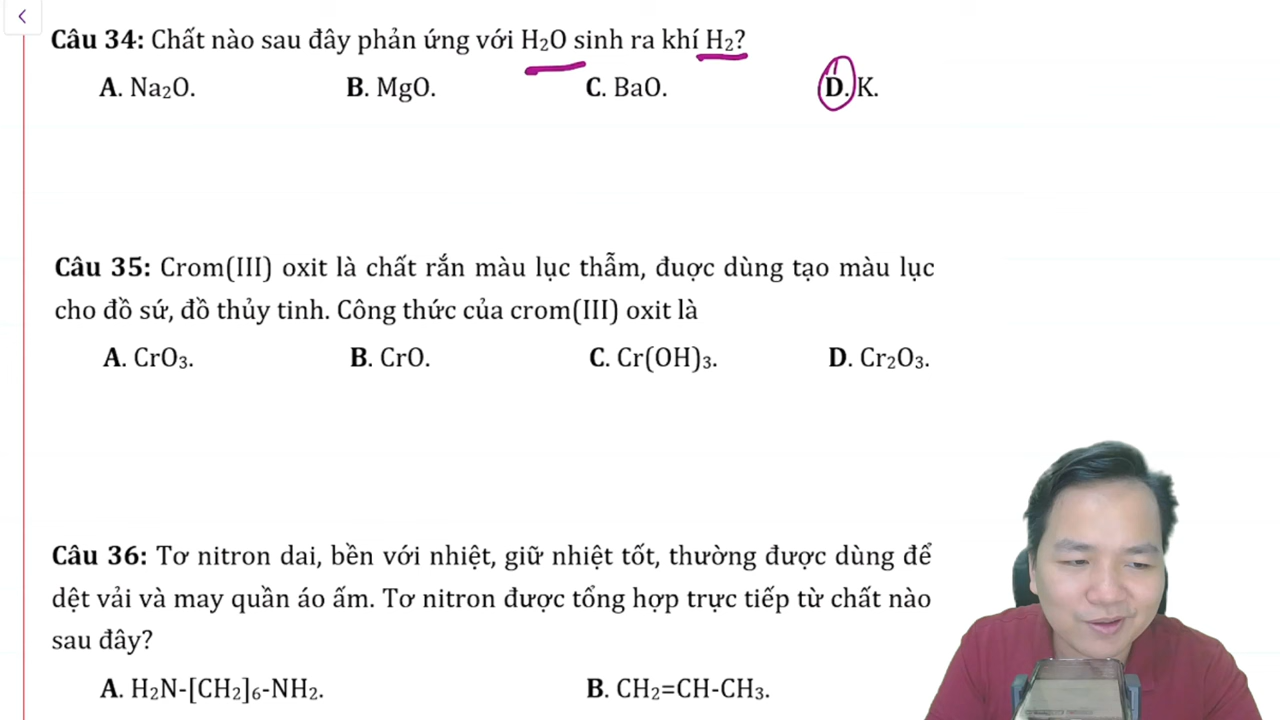 Câu 34: Chất nào sau đây phản ứng với H₂O sinh ra khí H₂?
A. Na₂O. B. MgO. C. BaO. D. K.
Câu 35: Crom(III) oxit là chất rắn màu lục thẫm, đuợc dùng tạo màu lục
cho đồ sứ, đồ thủy tinh. Công thức của crom(III) oxit là
A. CrO₃. B. CrO. C. Cr(OH)₃. D. Cr₂O₃.
Câu 36: Tơ nitron dai, bền với nhiệt, giữ nhiệt tốt, thường được dùng để
dệt vải và may quần áo ấm. Tơ nitron được tổng hợp trực tiếp từ chất nào
sau đây?
A. H₂N-[CH₂]₆-NH₂. B. CH₂=CH-CH₃.